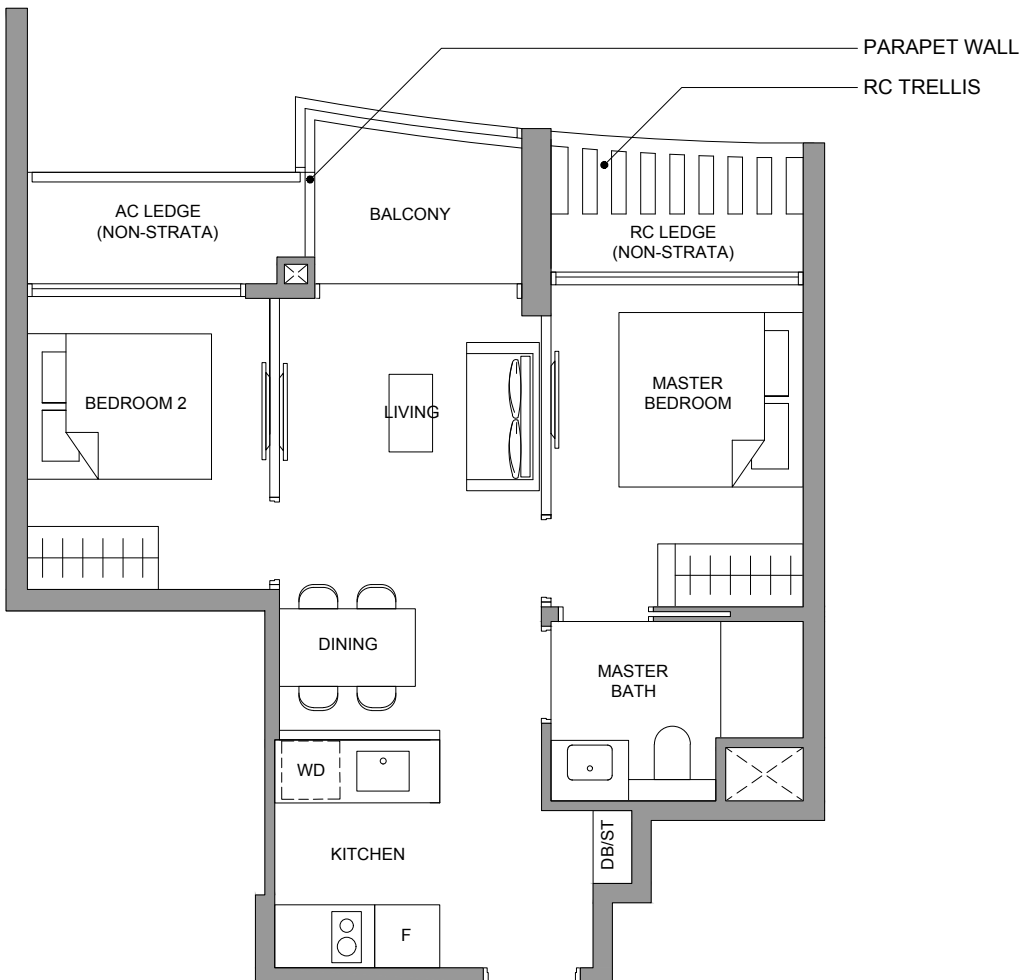 PARAPET WALL
RC TRELLIS
AC LEDGE
(NON-STRATA)
BALCONY
RC LEDGE
(NON-STRATA)
BEDROOM 2
LIVING
MASTER
BEDROOM
DINING
MASTER
BATH
WD
KITCHEN
DB/ST
F